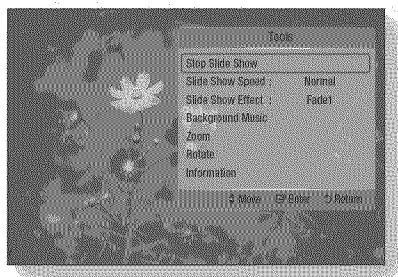 Tools
Stop Slide Show
Slide Show Speed : Normal
Slide Show Effect : Fade1
Background Music
Zoom
Rotate
Information
Move Enter Return